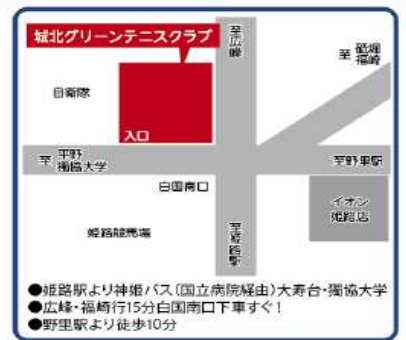 城北グリーンテニスクラブ
至広峰
至 砥堀
福崎
自衛隊
入口
至 平野
獨協大学
至野里駅
白国南口
イオン
姫路店
姫路競馬場
至姫路駅
●姫路駅より神姫バス(国立病院経由)大寿台・獨協大学
●広峰・福崎行15分白国南口下車すぐ!
●野里駅より徒歩10分